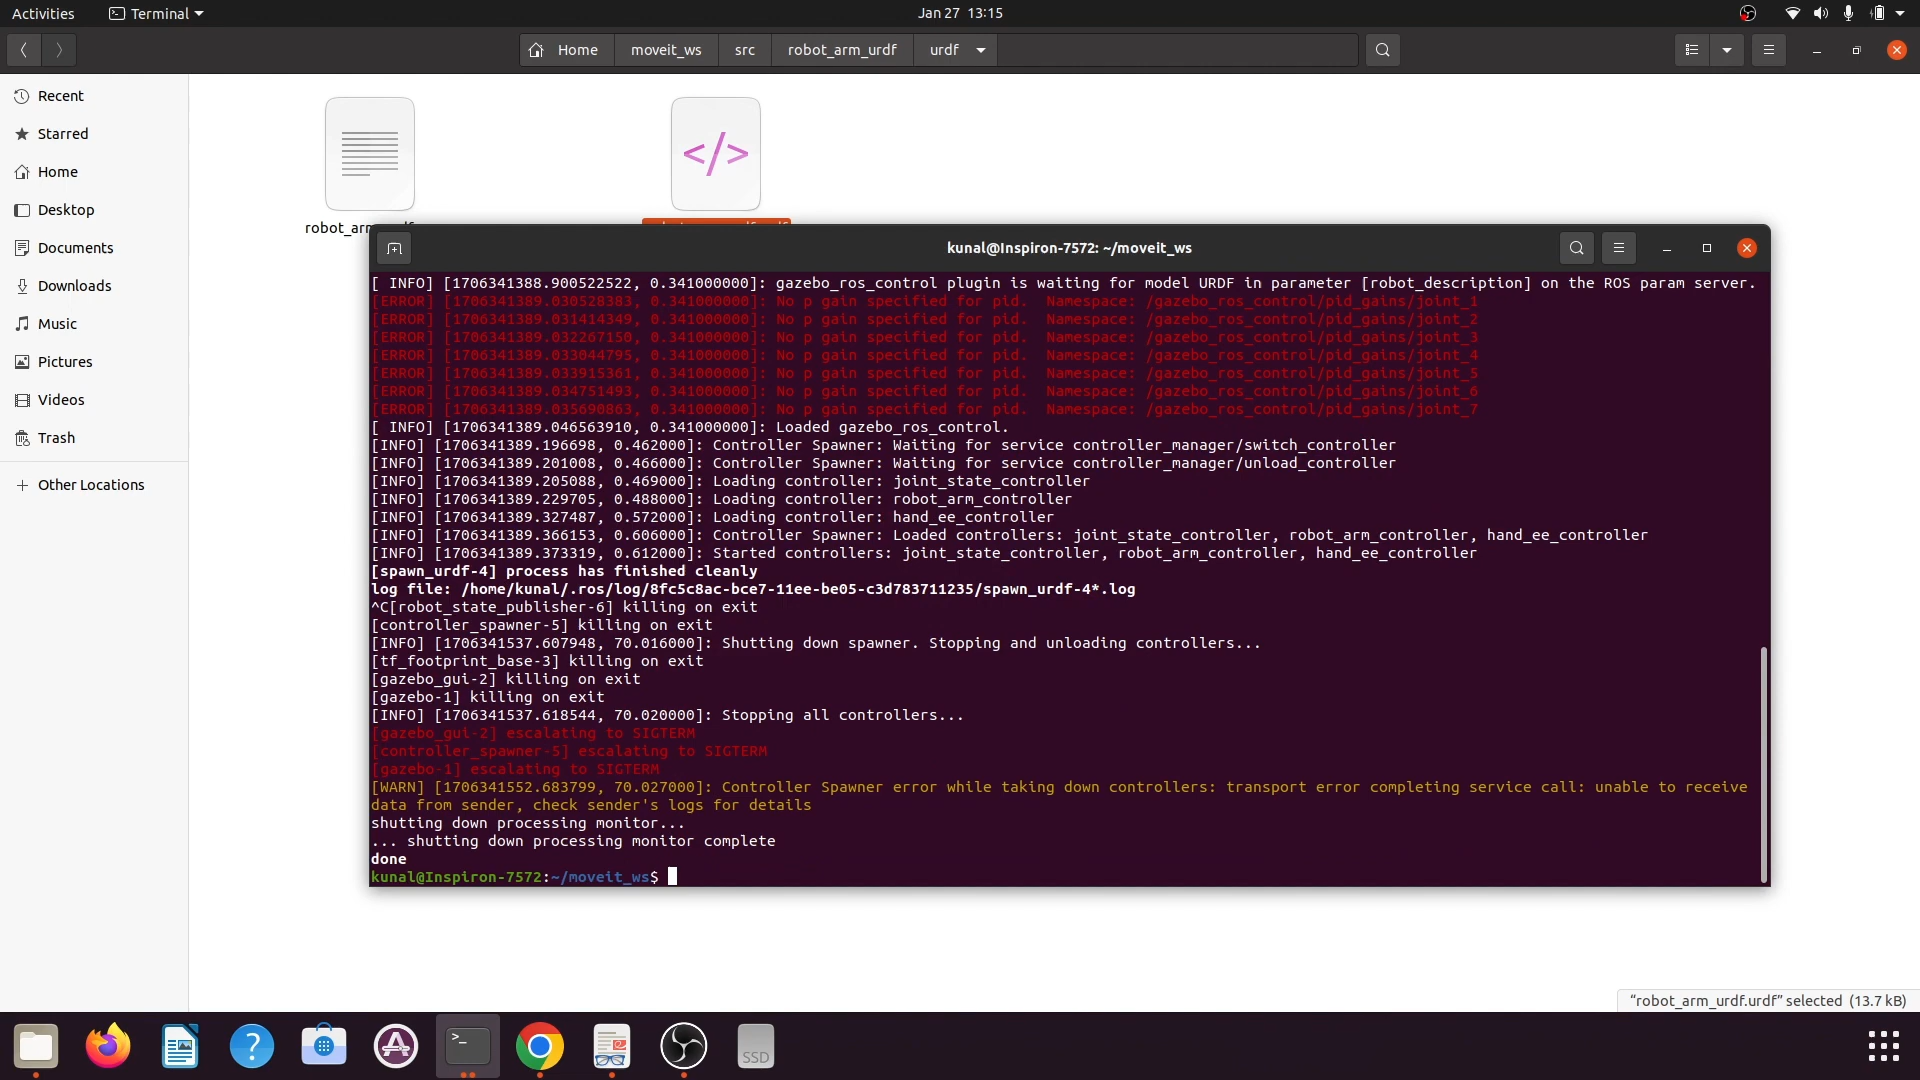 Activities
Terminal
Jan 27 13:15
Home
moveit_ws
src
robot_arm_urdf
urdf
Recent
Starred
Home
Desktop
Documents
Downloads
Music
Pictures
Videos
Trash
Other Locations
kunal@Inspiron-7572: ~/moveit_ws
[ INFO] [1706341388.900522522, 0.341000000]: gazebo_ros_control plugin is waiting for model URDF in parameter [robot_description] on the ROS param server.
[ERROR] [1706341389.030528383, 0.341000000]: No p gain specified for pid.  Namespace: /gazebo_ros_control/pid_gains/joint_1
[ERROR] [1706341389.031414349, 0.341000000]: No p gain specified for pid.  Namespace: /gazebo_ros_control/pid_gains/joint_2
[ERROR] [1706341389.032267150, 0.341000000]: No p gain specified for pid.  Namespace: /gazebo_ros_control/pid_gains/joint_3
[ERROR] [1706341389.033044795, 0.341000000]: No p gain specified for pid.  Namespace: /gazebo_ros_control/pid_gains/joint_4
[ERROR] [1706341389.033915361, 0.341000000]: No p gain specified for pid.  Namespace: /gazebo_ros_control/pid_gains/joint_5
[ERROR] [1706341389.034751493, 0.341000000]: No p gain specified for pid.  Namespace: /gazebo_ros_control/pid_gains/joint_6
[ERROR] [1706341389.035690863, 0.341000000]: No p gain specified for pid.  Namespace: /gazebo_ros_control/pid_gains/joint_7
[ INFO] [1706341389.046563910, 0.341000000]: Loaded gazebo_ros_control.
[INFO] [1706341389.196698, 0.462000]: Controller Spawner: Waiting for service controller_manager/switch_controller
[INFO] [1706341389.201008, 0.466000]: Controller Spawner: Waiting for service controller_manager/unload_controller
[INFO] [1706341389.205088, 0.469000]: Loading controller: joint_state_controller
[INFO] [1706341389.229705, 0.488000]: Loading controller: robot_arm_controller
[INFO] [1706341389.327487, 0.572000]: Loading controller: hand_ee_controller
[INFO] [1706341389.366153, 0.606000]: Controller Spawner: Loaded controllers: joint_state_controller, robot_arm_controller, hand_ee_controller
[INFO] [1706341389.373319, 0.612000]: Started controllers: joint_state_controller, robot_arm_controller, hand_ee_controller
[spawn_urdf-4] process has finished cleanly
log file: /home/kunal/.ros/log/8fc5c8ac-bce7-11ee-be05-c3d783711235/spawn_urdf-4*.log
^C[robot_state_publisher-6] killing on exit
[controller_spawner-5] killing on exit
[INFO] [1706341537.607948, 70.016000]: Shutting down spawner. Stopping and unloading controllers...
[tf_footprint_base-3] killing on exit
[gazebo_gui-2] killing on exit
[gazebo-1] killing on exit
[INFO] [1706341537.618544, 70.020000]: Stopping all controllers...
[gazebo_gui-2] escalating to SIGTERM
[controller_spawner-5] escalating to SIGTERM
[gazebo-1] escalating to SIGTERM
[WARN] [1706341552.683799, 70.027000]: Controller Spawner error while taking down controllers: transport error completing service call: unable to receive
data from sender, check sender's logs for details
shutting down processing monitor...
... shutting down processing monitor complete
done
kunal@Inspiron-7572:~/moveit_ws$
"robot_arm_urdf.urdf" selected (13.7 kB)
SSD